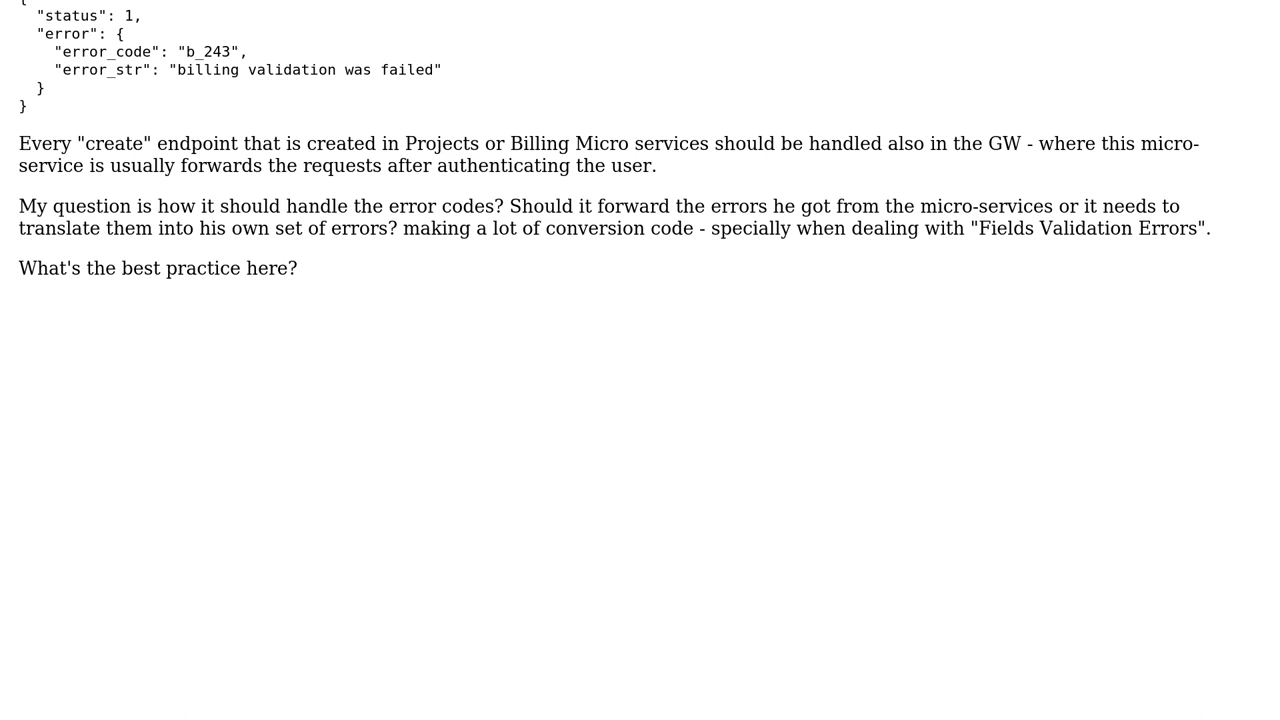 {
  "status": 1,
  "error": {
    "error_code": "b_243",
    "error_str": "billing validation was failed"
  }
}
Every "create" endpoint that is created in Projects or Billing Micro services should be handled also in the GW - where this micro-
service is usually forwards the requests after authenticating the user.
My question is how it should handle the error codes? Should it forward the errors he got from the micro-services or it needs to
translate them into his own set of errors? making a lot of conversion code - specially when dealing with "Fields Validation Errors".
What's the best practice here?